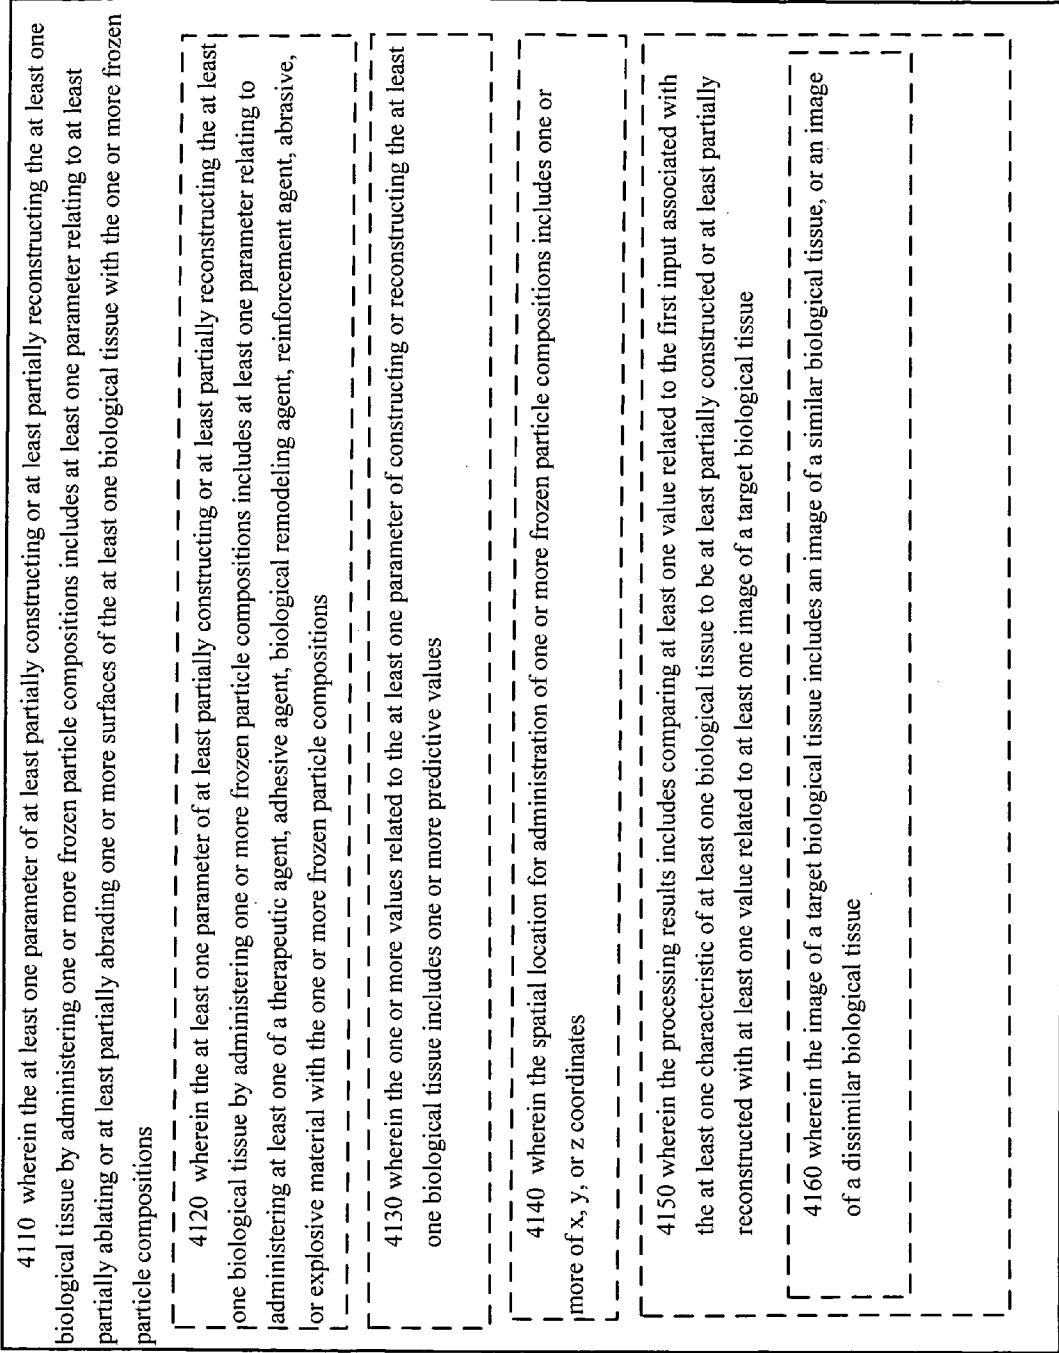 4110 wherein the at least one parameter of at least partially constructing or at least partially reconstructing the at least one
biological tissue by administering one or more frozen particle compositions includes at least one parameter relating to at least
partially ablating or at least partially abrading one or more surfaces of the at least one biological tissue with the one or more frozen
particle compositions
4120 wherein the at least one parameter of at least partially constructing or at least partially reconstructing the at least
one biological tissue by administering one or more frozen particle compositions includes at least one parameter relating to
administering at least one of a therapeutic agent, adhesive agent, biological remodeling agent, reinforcement agent, abrasive,
or explosive material with the one or more frozen particle compositions
4130 wherein the one or more values related to the at least one parameter of constructing or reconstructing the at least
one biological tissue includes one or more predictive values
4140 wherein the spatial location for administration of one or more frozen particle compositions includes one or
more of x, y, or z coordinates
4150 wherein the processing results includes comparing at least one value related to the first input associated with
the at least one characteristic of at least one biological tissue to be at least partially constructed or at least partially
reconstructed with at least one value related to at least one image of a target biological tissue
4160 wherein the image of a target biological tissue includes an image of a similar biological tissue, or an image
of a dissimilar biological tissue